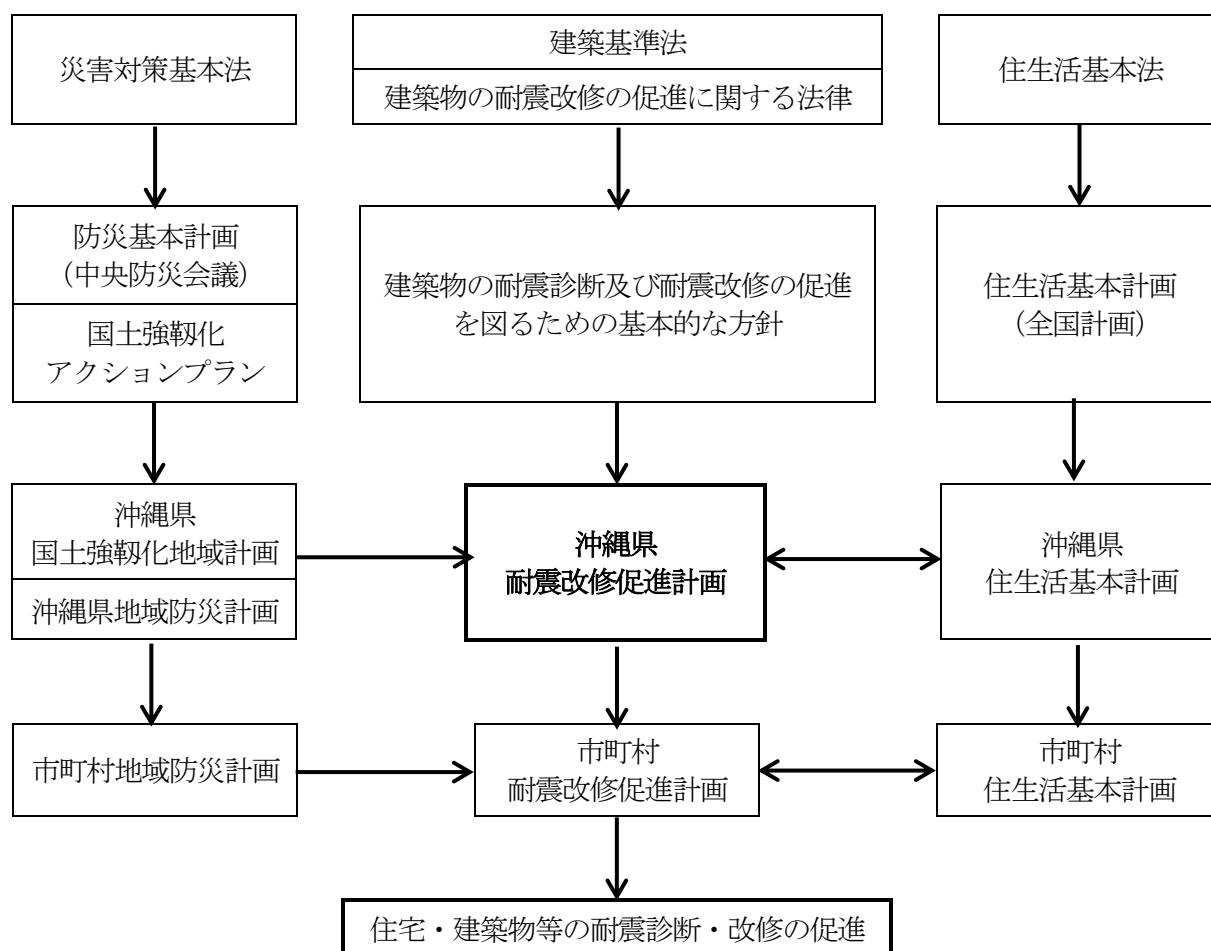 災害対策基本法
建築基準法
建築物の耐震改修の促進に関する法律
住生活基本法
防災基本計画
（中央防災会議）
国土強靱化
アクションプラン
建築物の耐震診断及び耐震改修の促進
を図るための基本的な方針
住生活基本計画
（全国計画）
沖縄県
国土強靱化地域計画
沖縄県地域防災計画
沖縄県
耐震改修促進計画
沖縄県
住生活基本計画
市町村地域防災計画
市町村
耐震改修促進計画
市町村
住生活基本計画
住宅・建築物等の耐震診断・改修の促進